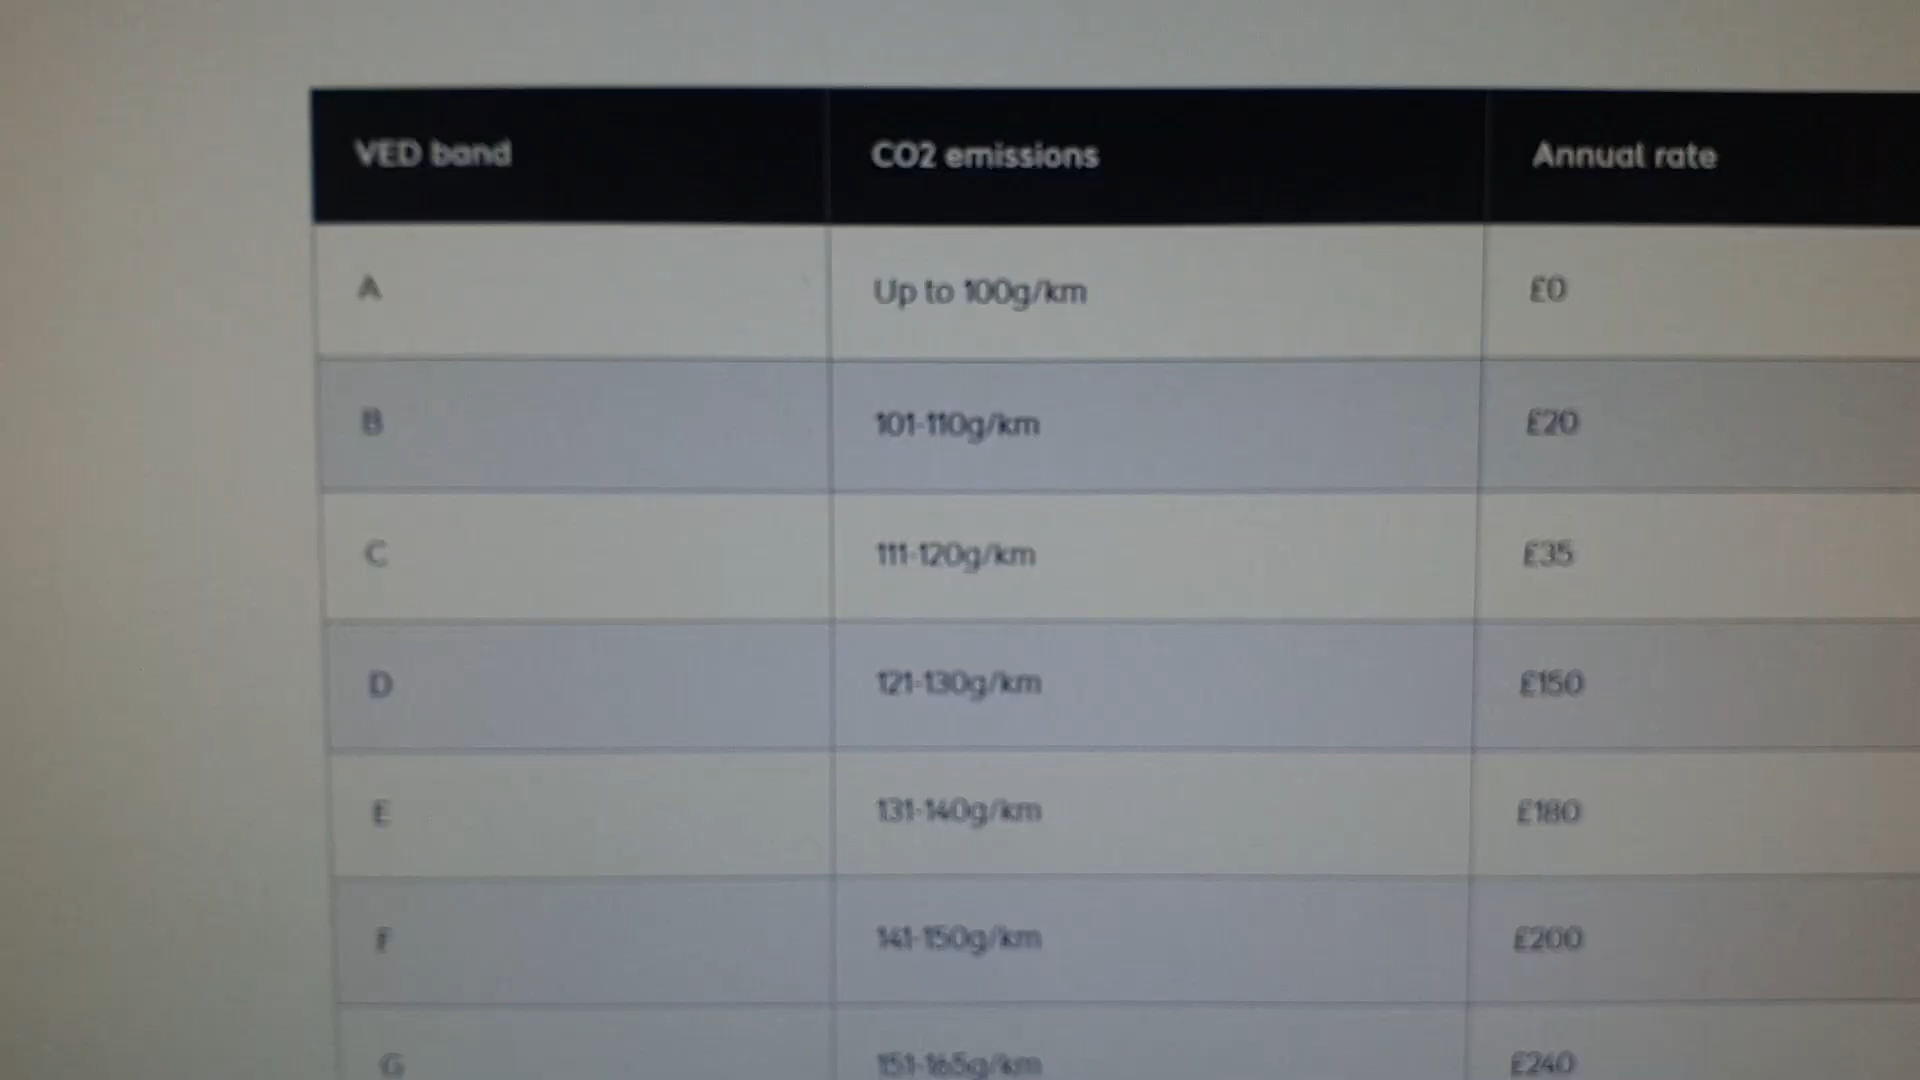 VED band CO2 emissions Annual rate
A Up to 100g/km £0
B 101-110g/km £20
C 111-120g/km £35
D 121-130g/km £150
E 131-140g/km £180
F 141-150g/km £200
G 151-165g/km £240